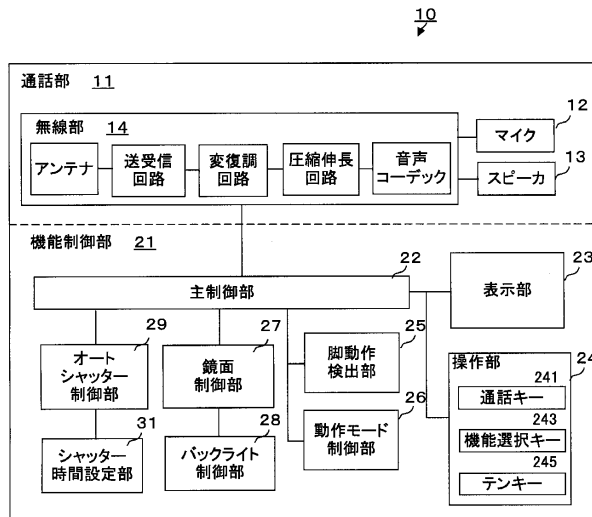 10
通話部 11
無線部 14
アンテナ
送受信
回路
変復調
回路
圧縮伸長
回路
音声
コーデック
12
マイク
13
スピーカ
機能制御部 21
22
主制御部
23
表示部
29
オート
シャッター
制御部
27
鏡面
制御部
25
脚動作
検出部
31
シャッター
時間設定部
28
バックライト
制御部
26
動作モード
制御部
操作部
24
241
通話キー
243
機能選択キー
245
テンキー